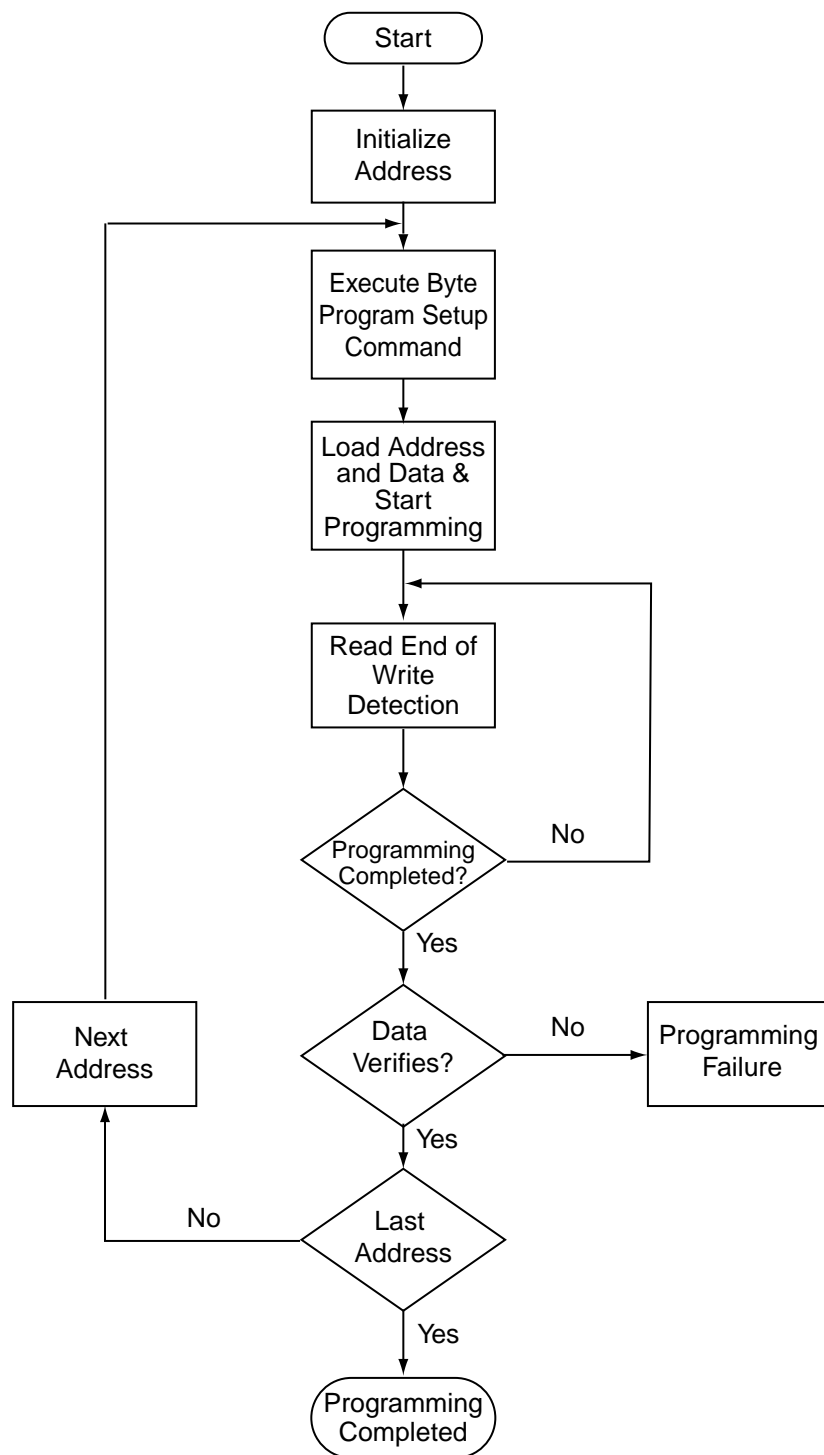 Start
Initialize
Address
Execute Byte
Program Setup
Command
Load Address
and Data &
Start
Programming
Read End of
Write
Detection
Programming
Completed?
No
Yes
Next
Address
Data
Verifies?
No
Programming
Failure
Yes
No
Last
Address
Yes
Programming
Completed